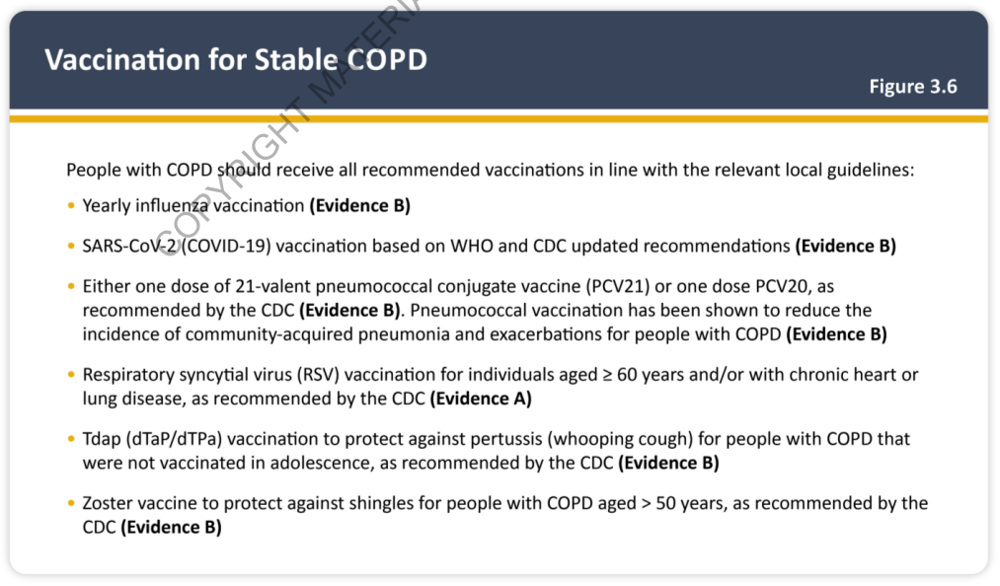 Vaccination for Stable COPD
Figure 3.6
COPYRIGHT MATERIA
People with COPD should receive all recommended vaccinations in line with the relevant local guidelines:
• Yearly influenza vaccination (Evidence B)
• SARS-CoV-2 (COVID-19) vaccination based on WHO and CDC updated recommendations (Evidence B)
• Either one dose of 21-valent pneumococcal conjugate vaccine (PCV21) or one dose PCV20, as
recommended by the CDC (Evidence B). Pneumococcal vaccination has been shown to reduce the
incidence of community-acquired pneumonia and exacerbations for people with COPD (Evidence B)
• Respiratory syncytial virus (RSV) vaccination for individuals aged ≥ 60 years and/or with chronic heart or
lung disease, as recommended by the CDC (Evidence A)
• Tdap (dTaP/dTPa) vaccination to protect against pertussis (whooping cough) for people with COPD that
were not vaccinated in adolescence, as recommended by the CDC (Evidence B)
• Zoster vaccine to protect against shingles for people with COPD aged > 50 years, as recommended by the
CDC (Evidence B)